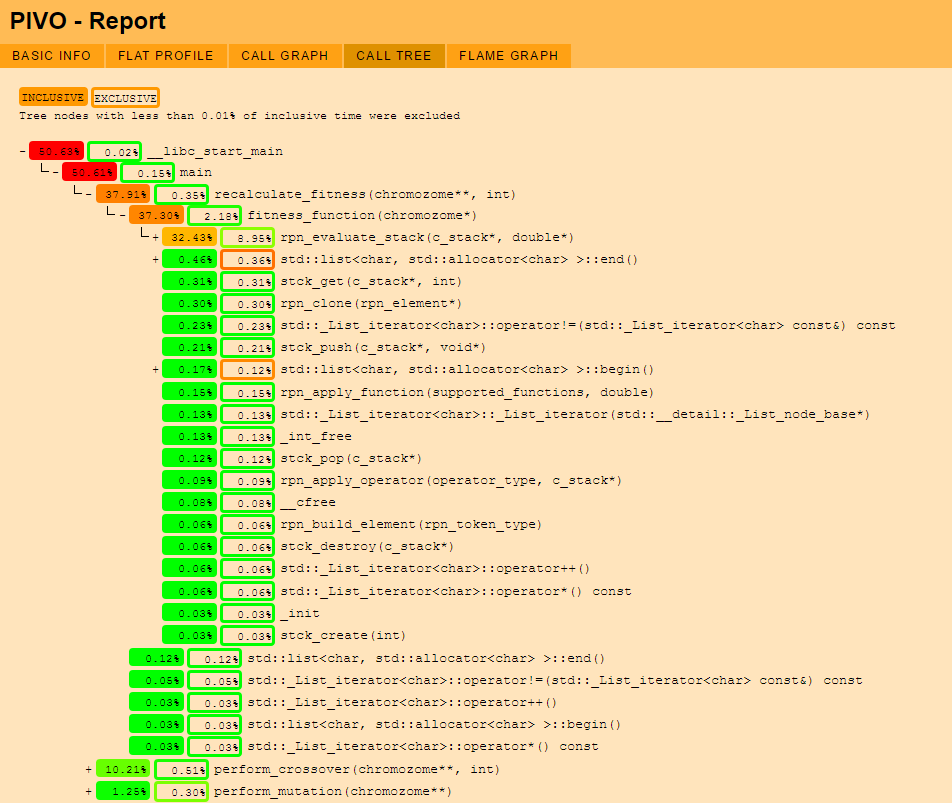 PIVO - Report
BASIC INFO FLAT PROFILE CALL GRAPH CALL TREE FLAME GRAPH
INCLUSIVE EXCLUSIVE
Tree nodes with less than 0.01% of inclusive time were excluded
- 50.63% 0.02% __libc_start_main
- 50.61% 0.15% main
- 37.91% 0.35% recalculate_fitness(chromozome**, int)
- 37.30% 2.18% fitness_function(chromozome*)
+ 32.43% 8.95% rpn_evaluate_stack(c_stack*, double*)
+ 0.46% 0.36% std::list<char, std::allocator<char> >::end()
0.31% 0.31% stck_get(c_stack*, int)
0.30% 0.30% rpn_clone(rpn_element*)
0.23% 0.23% std::_List_iterator<char>::operator!=(std::_List_iterator<char> const&) const
0.21% 0.21% stck_push(c_stack*, void*)
+ 0.17% 0.12% std::list<char, std::allocator<char> >::begin()
0.15% 0.15% rpn_apply_function(supported_functions, double)
0.13% 0.13% std::_List_iterator<char>::_List_iterator(std::__detail::_List_node_base*)
0.13% 0.13% _int_free
0.12% 0.12% stck_pop(c_stack*)
0.09% 0.09% rpn_apply_operator(operator_type, c_stack*)
0.08% 0.08% __cfree
0.06% 0.06% rpn_build_element(rpn_token_type)
0.06% 0.06% stck_destroy(c_stack*)
0.06% 0.06% std::_List_iterator<char>::operator++()
0.06% 0.06% std::_List_iterator<char>::operator*() const
0.03% 0.03% _init
0.03% 0.03% stck_create(int)
0.12% 0.12% std::list<char, std::allocator<char> >::end()
0.05% 0.05% std::_List_iterator<char>::operator!=(std::_List_iterator<char> const&) const
0.03% 0.03% std::_List_iterator<char>::operator++()
0.03% 0.03% std::list<char, std::allocator<char> >::begin()
0.03% 0.03% std::_List_iterator<char>::operator*() const
+ 10.21% 0.51% perform_crossover(chromozome**, int)
+ 1.25% 0.30% perform_mutation(chromozome**)